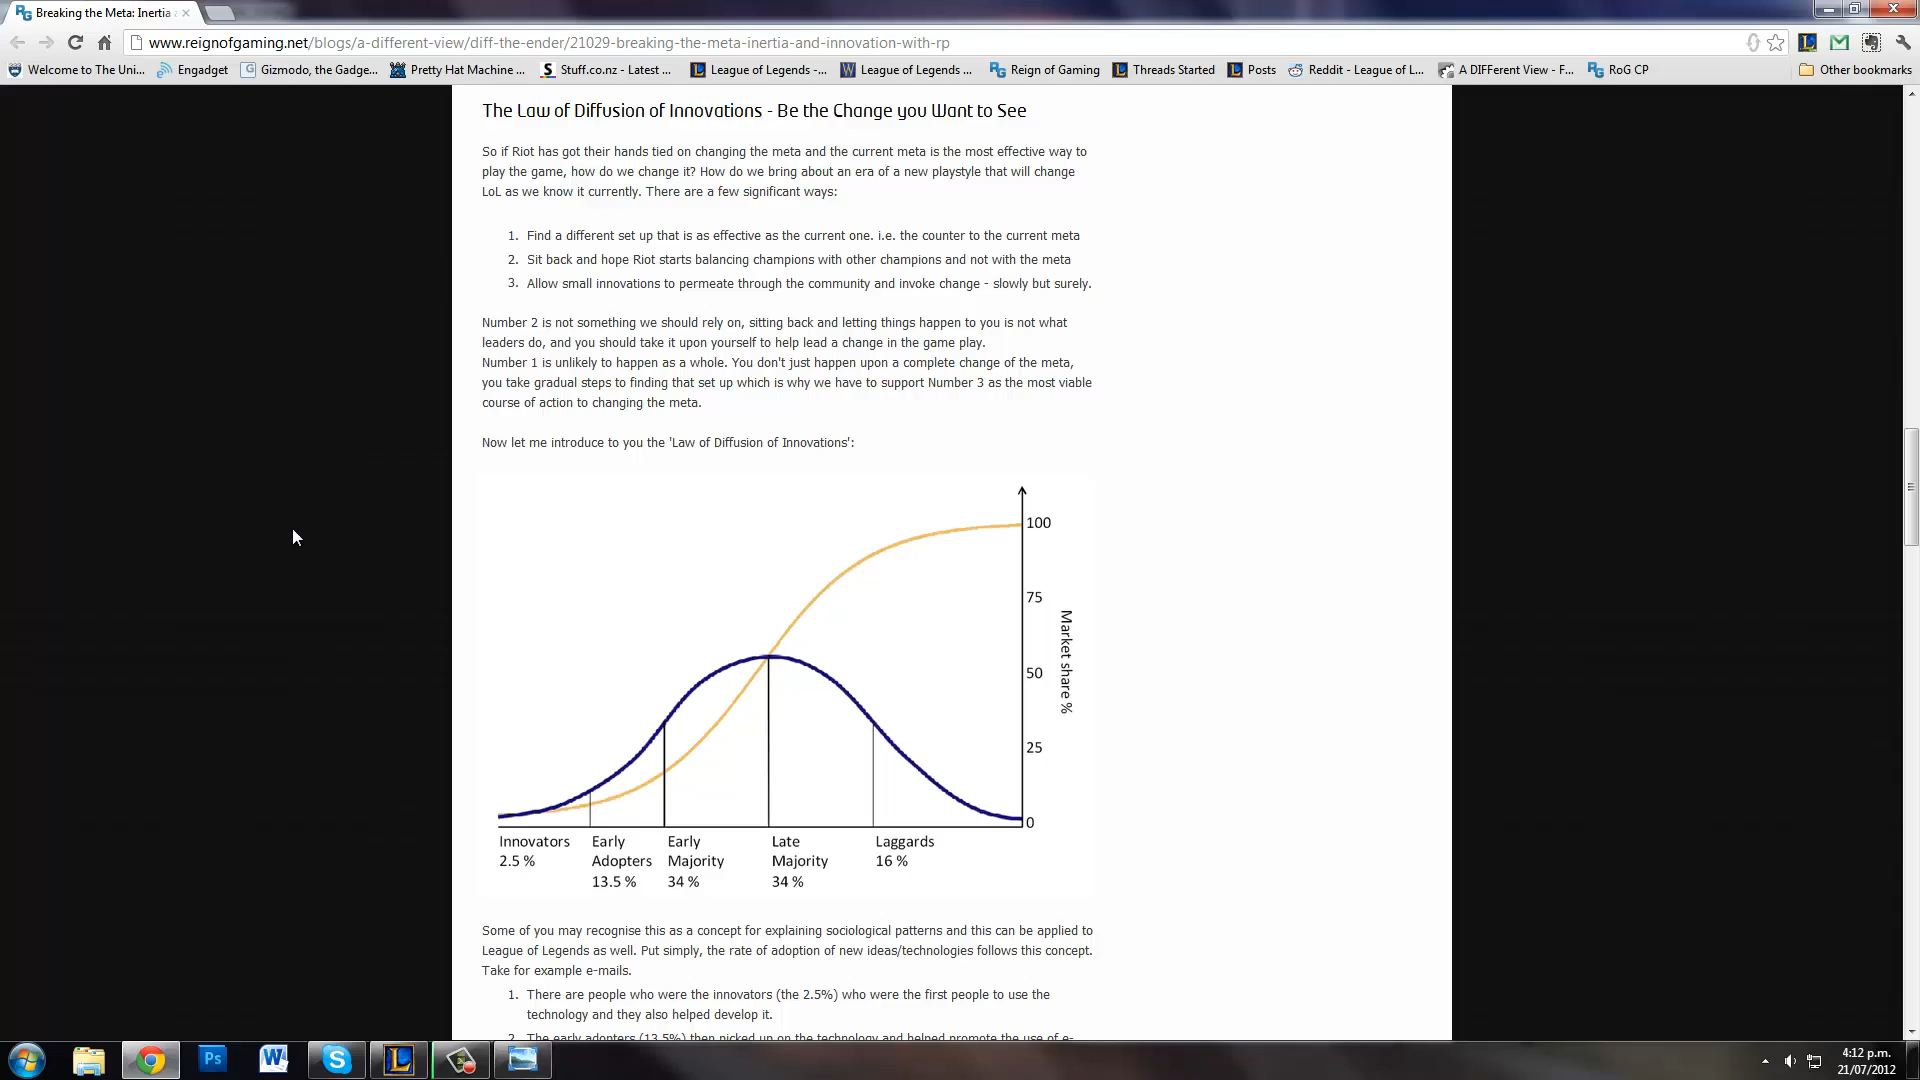 Breaking the Meta: Inertia
www.reignofgaming.net/blogs/a-different-view/diff-the-ender/21029-breaking-the-meta-inertia-and-innovation-with-rp
Welcome to The Uni... Engadget Gizmodo, the Gadge... Pretty Hat Machine ... Stuff.co.nz - Latest ... League of Legends -... League of Legends ... Reign of Gaming Threads Started Posts Reddit - League of L... A DIFFerent View - F... RoG CP Other bookmarks
The Law of Diffusion of Innovations - Be the Change you Want to See
So if Riot has got their hands tied on changing the meta and the current meta is the most effective way to
play the game, how do we change it? How do we bring about an era of a new playstyle that will change
LoL as we know it currently. There are a few significant ways:
1. Find a different set up that is as effective as the current one. i.e. the counter to the current meta
2. Sit back and hope Riot starts balancing champions with other champions and not with the meta
3. Allow small innovations to permeate through the community and invoke change - slowly but surely.
Number 2 is not something we should rely on, sitting back and letting things happen to you is not what
leaders do, and you should take it upon yourself to help lead a change in the game play.
Number 1 is unlikely to happen as a whole. You don't just happen upon a complete change of the meta,
you take gradual steps to finding that set up which is why we have to support Number 3 as the most viable
course of action to changing the meta.
Now let me introduce to you the 'Law of Diffusion of Innovations':
100
75
50
25
0
Market share %
Innovators Early Early Late Laggards
2.5 % Adopters Majority Majority 16 %
13.5 % 34 % 34 %
Some of you may recognise this as a concept for explaining sociological patterns and this can be applied to
League of Legends as well. Put simply, the rate of adoption of new ideas/technologies follows this concept.
Take for example e-mails.
1. There are people who were the innovators (the 2.5%) who were the first people to use the
technology and they also helped develop it.
2. The early adopters (13.5%) then picked up on the technology and helped promote the use of e-
4:12 p.m.
21/07/2012